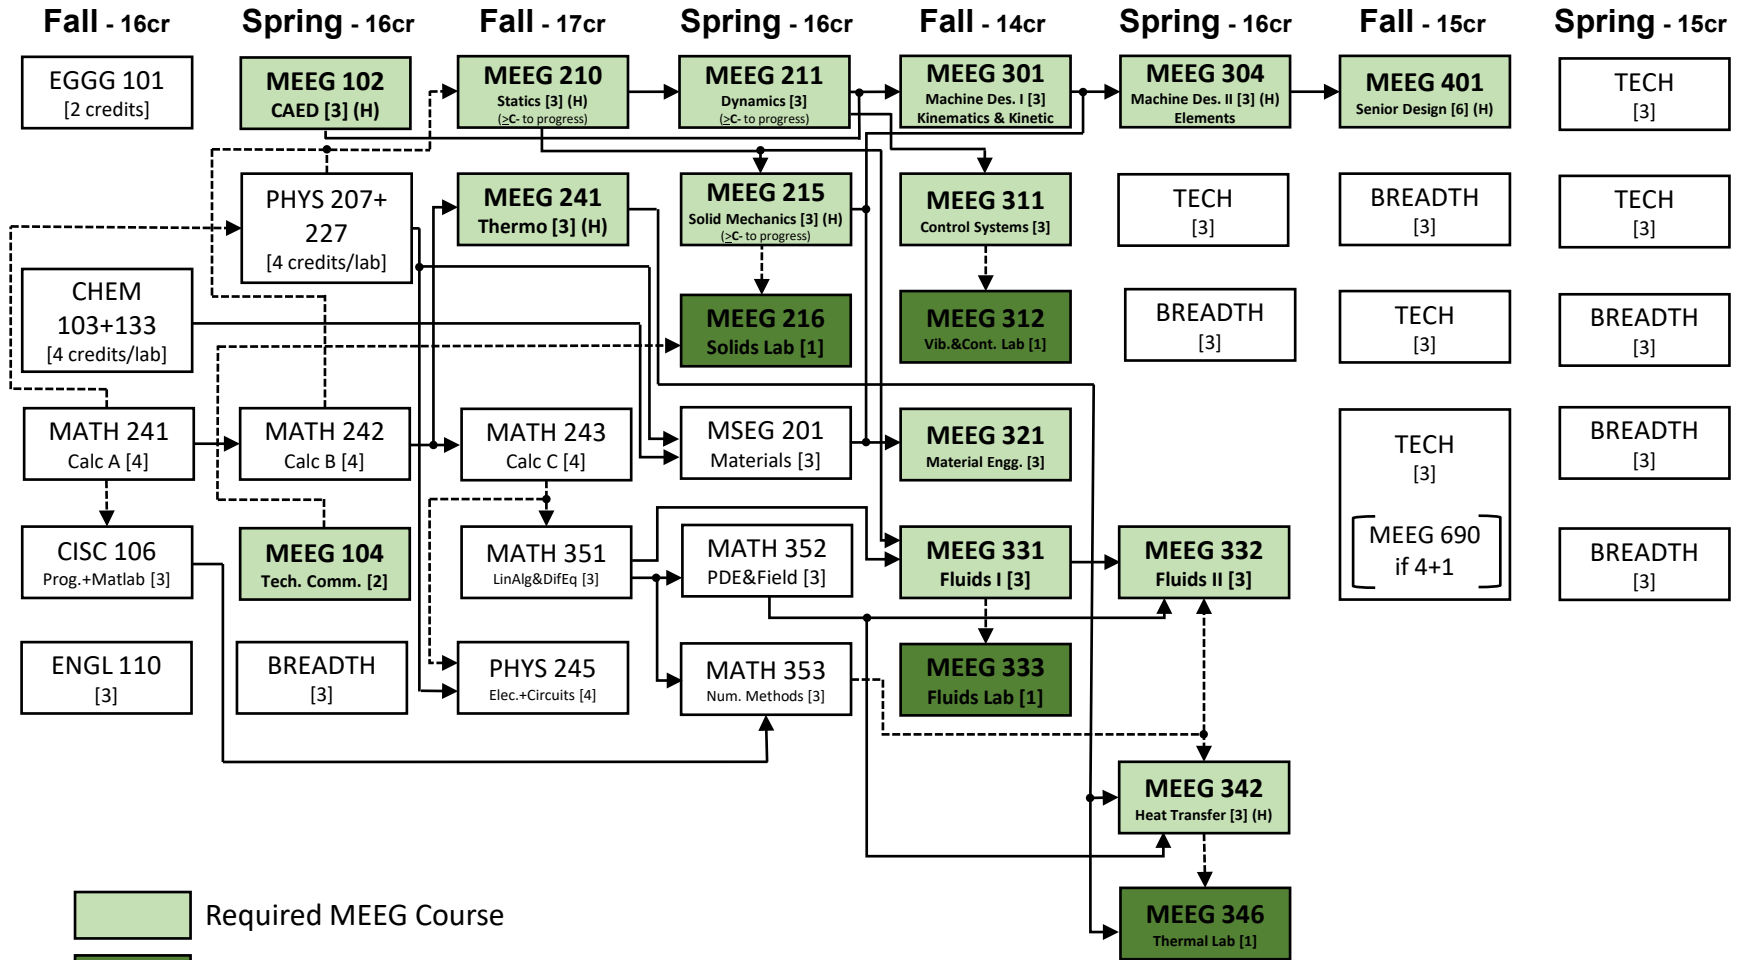 Fall - 16cr
Spring - 16cr
Fall - 17cr
Spring - 16cr
Fall - 14cr
Spring - 16cr
Fall - 15cr
Spring - 15cr
EGGG 101
[2 credits]
MEEG 102
CAED [3] (H)
MEEG 210
Statics [3] (H)
(≥C- to progress)
MEEG 211
Dynamics [3]
(≥C- to progress)
MEEG 301
Machine Des. I [3]
Kinematics & Kinetic
MEEG 304
Machine Des. II [3] (H)
Elements
MEEG 401
Senior Design [6] (H)
TECH
[3]
PHYS 207+
227
[4 credits/lab]
MEEG 241
Thermo [3] (H)
MEEG 215
Solid Mechanics [3] (H)
(≥C- to progress)
MEEG 311
Control Systems [3]
TECH
[3]
BREADTH
[3]
TECH
[3]
CHEM
103+133
[4 credits/lab]
MEEG 216
Solids Lab [1]
MEEG 312
Vib.&Cont. Lab [1]
BREADTH
[3]
TECH
[3]
BREADTH
[3]
MATH 241
Calc A [4]
MATH 242
Calc B [4]
MATH 243
Calc C [4]
MSEG 201
Materials [3]
MEEG 321
Material Engg. [3]
TECH
[3]
MEEG 690
if 4+1
BREADTH
[3]
CISC 106
Prog.+Matlab [3]
MEEG 104
Tech. Comm. [2]
MATH 351
LinAlg&DifEq [3]
MATH 352
PDE&Field [3]
MEEG 331
Fluids I [3]
MEEG 332
Fluids II [3]
BREADTH
[3]
ENGL 110
[3]
BREADTH
[3]
PHYS 245
Elec.+Circuits [4]
MATH 353
Num. Methods [3]
MEEG 333
Fluids Lab [1]
MEEG 342
Heat Transfer [3] (H)
MEEG 346
Thermal Lab [1]
Required MEEG Course